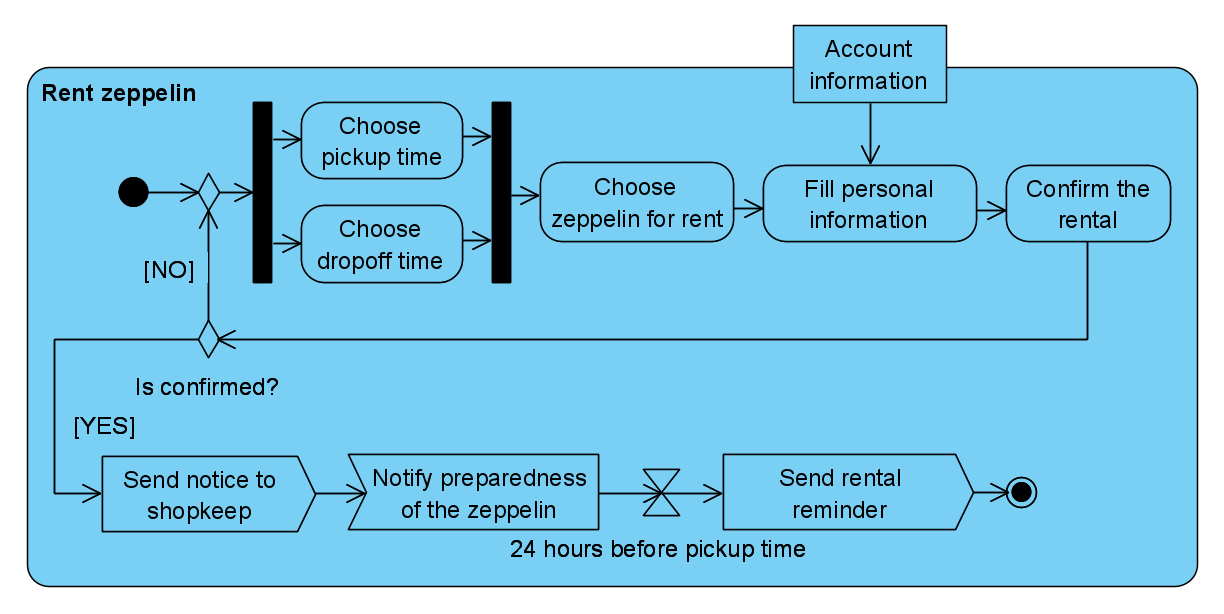 Account
information
Rent zeppelin
Choose
pickup time
Choose
dropoff time
Choose
zeppelin for rent
Fill personal
information
Confirm the
rental
[NO]
Is confirmed?
[YES]
Send notice to
shopkeep
Notify preparedness
of the zeppelin
24 hours before pickup time
Send rental
reminder